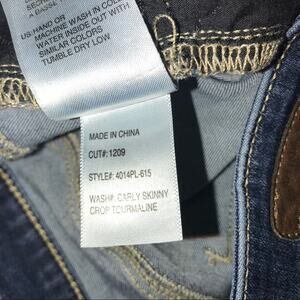 US-HAND OR
MACHINE WASH IN COLD
WATER INSIDE OUT WITH
SIMILAR COLORS
TUMBLE DRY LOW
MADE IN CHINA
CUT#:1209
STYLE#: 4014PL-615
WASH#: CARLY SKINNY
CROP TOURMALINE